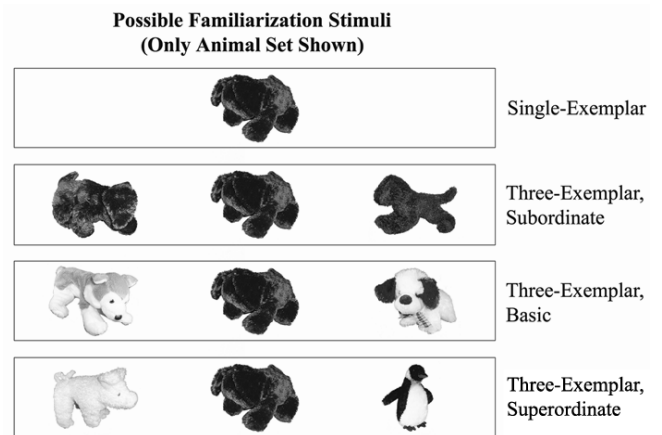 Possible Familiarization Stimuli
(Only Animal Set Shown)
Single-Exemplar
Three-Exemplar,
Subordinate
Three-Exemplar,
Basic
Three-Exemplar,
Superordinate